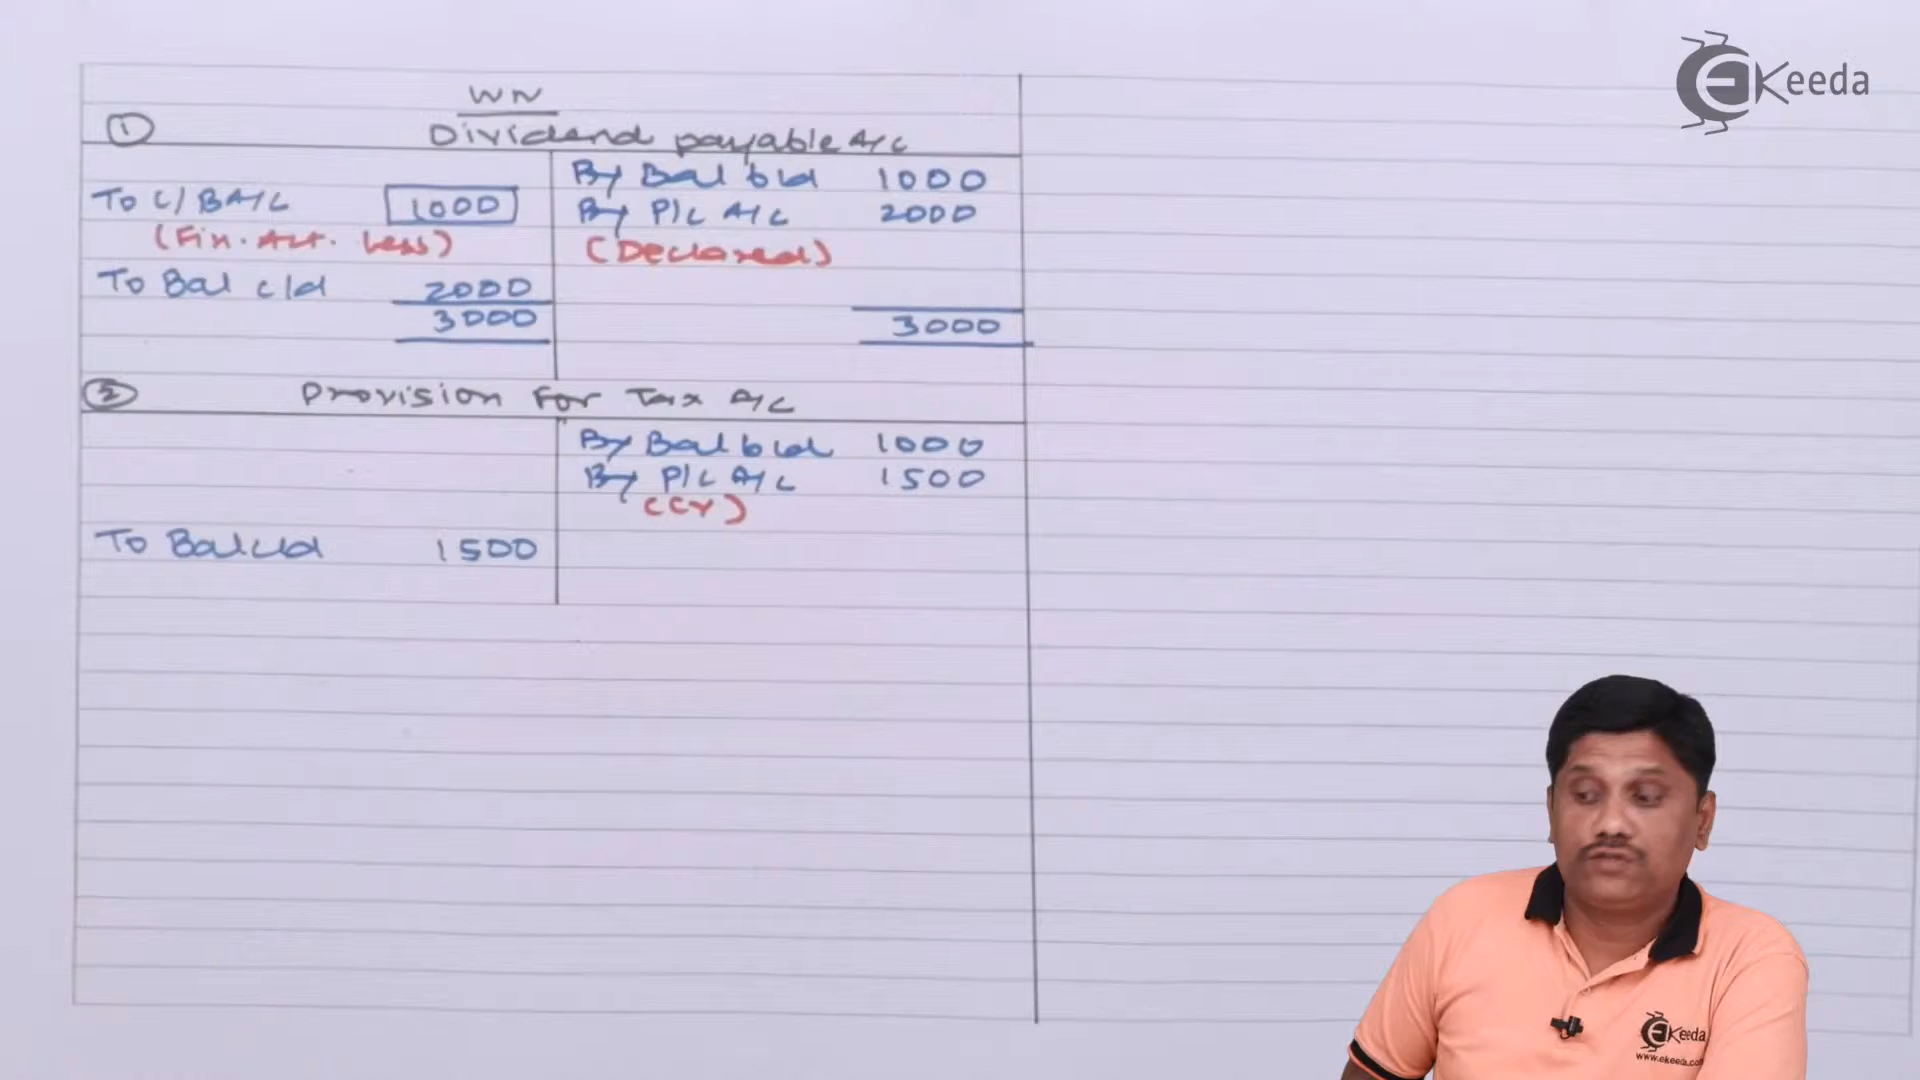 WN
① Dividend payable A/c
By Bal b/d 1000
To C/B A/c 1000
By P/L A/c 2000
(Fin. Act. Less)
(Declared)
To Bal c/d 2000
3000
3000
② Provision For Tax A/c
By Bal b/d 1000
By P/L A/c 1500
(CY)
To Bal c/d 1500
EKeeda
EKeeda
www.ekeeda.com